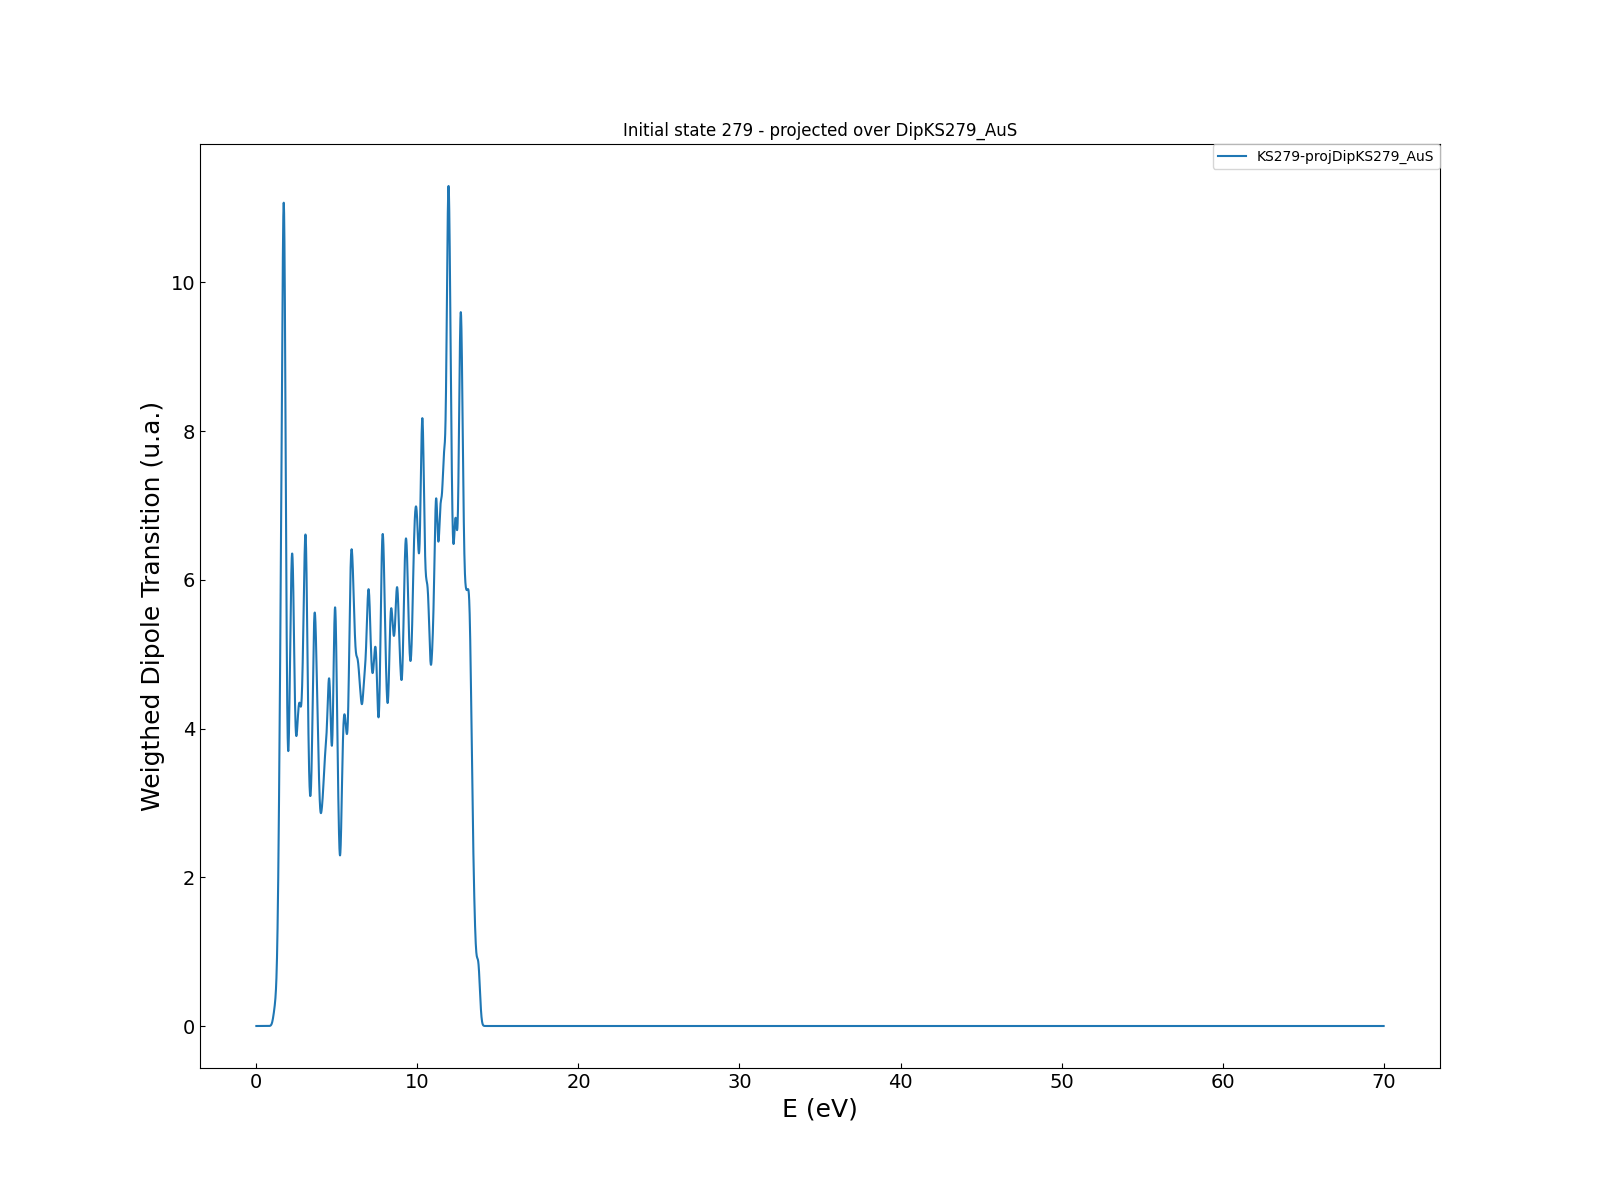 Initial state 279 - projected over DipKS279_AuS
KS279-projDipKS279_AuS
Weigthed Dipole Transition (u.a.)
10
8
6
4
2
0
0 10 20 30 40 50 60 70
E (eV)